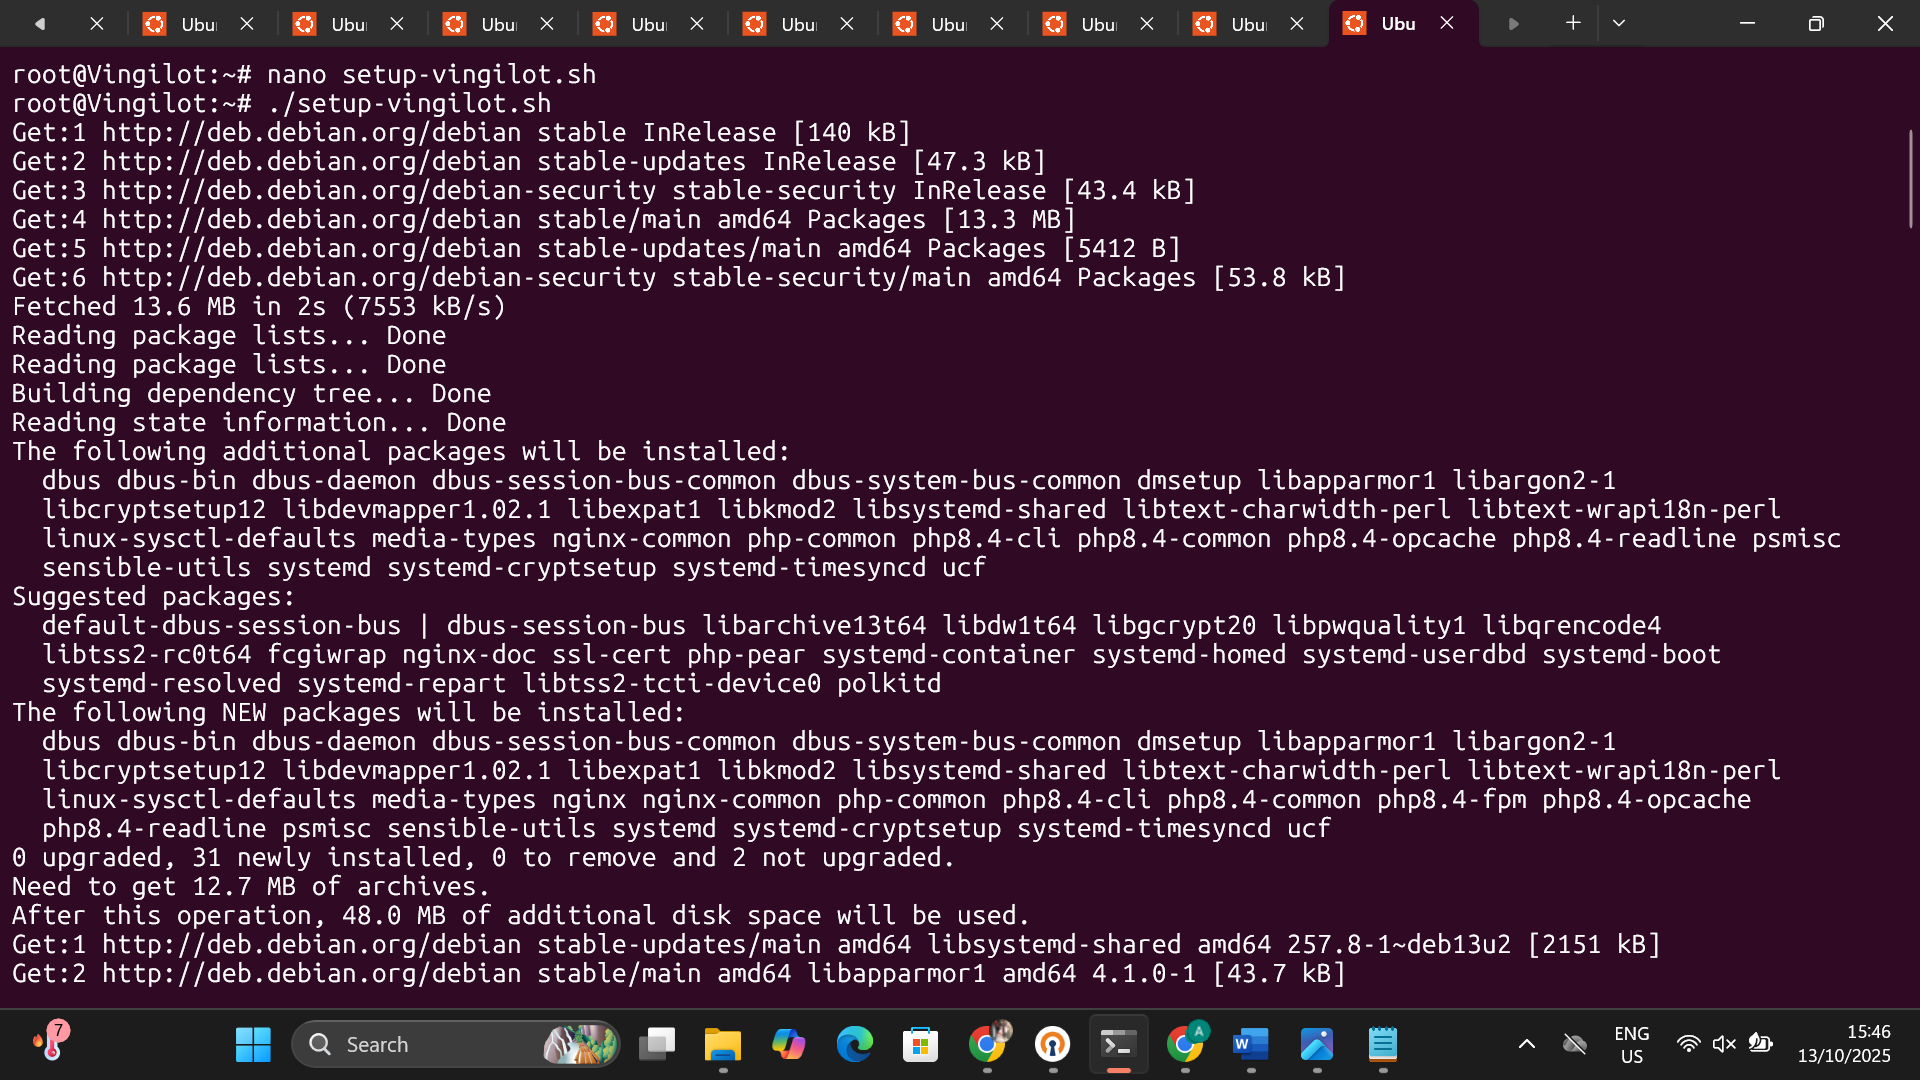 Ubu
Ubu
Ubu
Ubu
Ubu
Ubu
Ubu
Ubu
Ubu
root@Vingilot:~# nano setup-vingilot.sh
root@Vingilot:~# ./setup-vingilot.sh
Get:1 http://deb.debian.org/debian stable InRelease [140 kB]
Get:2 http://deb.debian.org/debian stable-updates InRelease [47.3 kB]
Get:3 http://deb.debian.org/debian-security stable-security InRelease [43.4 kB]
Get:4 http://deb.debian.org/debian stable/main amd64 Packages [13.3 MB]
Get:5 http://deb.debian.org/debian stable-updates/main amd64 Packages [5412 B]
Get:6 http://deb.debian.org/debian-security stable-security/main amd64 Packages [53.8 kB]
Fetched 13.6 MB in 2s (7553 kB/s)
Reading package lists... Done
Reading package lists... Done
Building dependency tree... Done
Reading state information... Done
The following additional packages will be installed:
  dbus dbus-bin dbus-daemon dbus-session-bus-common dbus-system-bus-common dmsetup libapparmor1 libargon2-1
  libcryptsetup12 libdevmapper1.02.1 libexpat1 libkmod2 libsystemd-shared libtext-charwidth-perl libtext-wrapi18n-perl
  linux-sysctl-defaults media-types nginx-common php-common php8.4-cli php8.4-common php8.4-opcache php8.4-readline psmisc
  sensible-utils systemd systemd-cryptsetup systemd-timesyncd ucf
Suggested packages:
  default-dbus-session-bus | dbus-session-bus libarchive13t64 libdw1t64 libgcrypt20 libpwquality1 libqrencode4
  libtss2-rc0t64 fcgiwrap nginx-doc ssl-cert php-pear systemd-container systemd-homed systemd-userdbd systemd-boot
  systemd-resolved systemd-repart libtss2-tcti-device0 polkitd
The following NEW packages will be installed:
  dbus dbus-bin dbus-daemon dbus-session-bus-common dbus-system-bus-common dmsetup libapparmor1 libargon2-1
  libcryptsetup12 libdevmapper1.02.1 libexpat1 libkmod2 libsystemd-shared libtext-charwidth-perl libtext-wrapi18n-perl
  linux-sysctl-defaults media-types nginx nginx-common php-common php8.4-cli php8.4-common php8.4-fpm php8.4-opcache
  php8.4-readline psmisc sensible-utils systemd systemd-cryptsetup systemd-timesyncd ucf
0 upgraded, 31 newly installed, 0 to remove and 2 not upgraded.
Need to get 12.7 MB of archives.
After this operation, 48.0 MB of additional disk space will be used.
Get:1 http://deb.debian.org/debian stable-updates/main amd64 libsystemd-shared amd64 257.8-1~deb13u2 [2151 kB]
Get:2 http://deb.debian.org/debian stable/main amd64 libapparmor1 amd64 4.1.0-1 [43.7 kB]
7
Search
A
W
ENG
US
15:46
13/10/2025